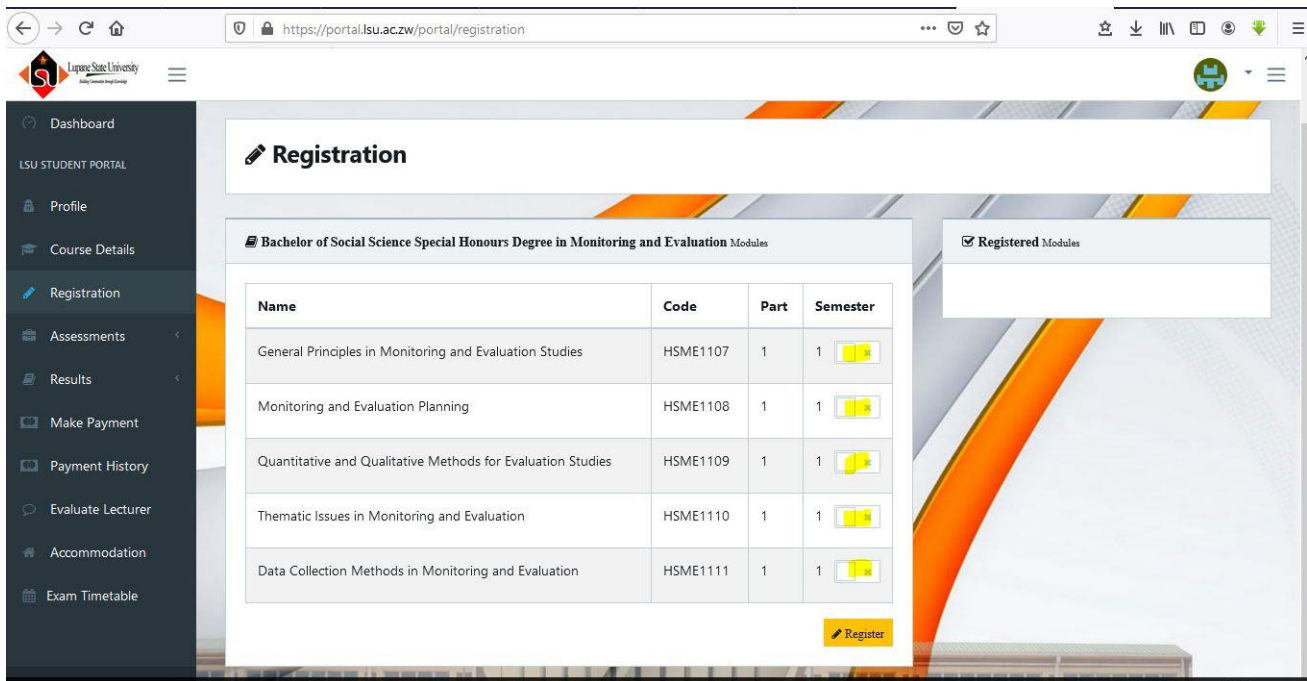 https://portal.lsu.ac.zw/portal/registration
LSU
Lupane State University
Building Communities through Knowledge
Dashboard
LSU STUDENT PORTAL
Profile
Course Details
Registration
Assessments
Results
Make Payment
Payment History
Evaluate Lecturer
Accommodation
Exam Timetable
Registration
Bachelor of Social Science Special Honours Degree in Monitoring and Evaluation Modules
Name Code Part Semester
General Principles in Monitoring and Evaluation Studies HSME1107 1 1
Monitoring and Evaluation Planning HSME1108 1 1
Quantitative and Qualitative Methods for Evaluation Studies HSME1109 1 1
Thematic Issues in Monitoring and Evaluation HSME1110 1 1
Data Collection Methods in Monitoring and Evaluation HSME1111 1 1
Register
Registered Modules